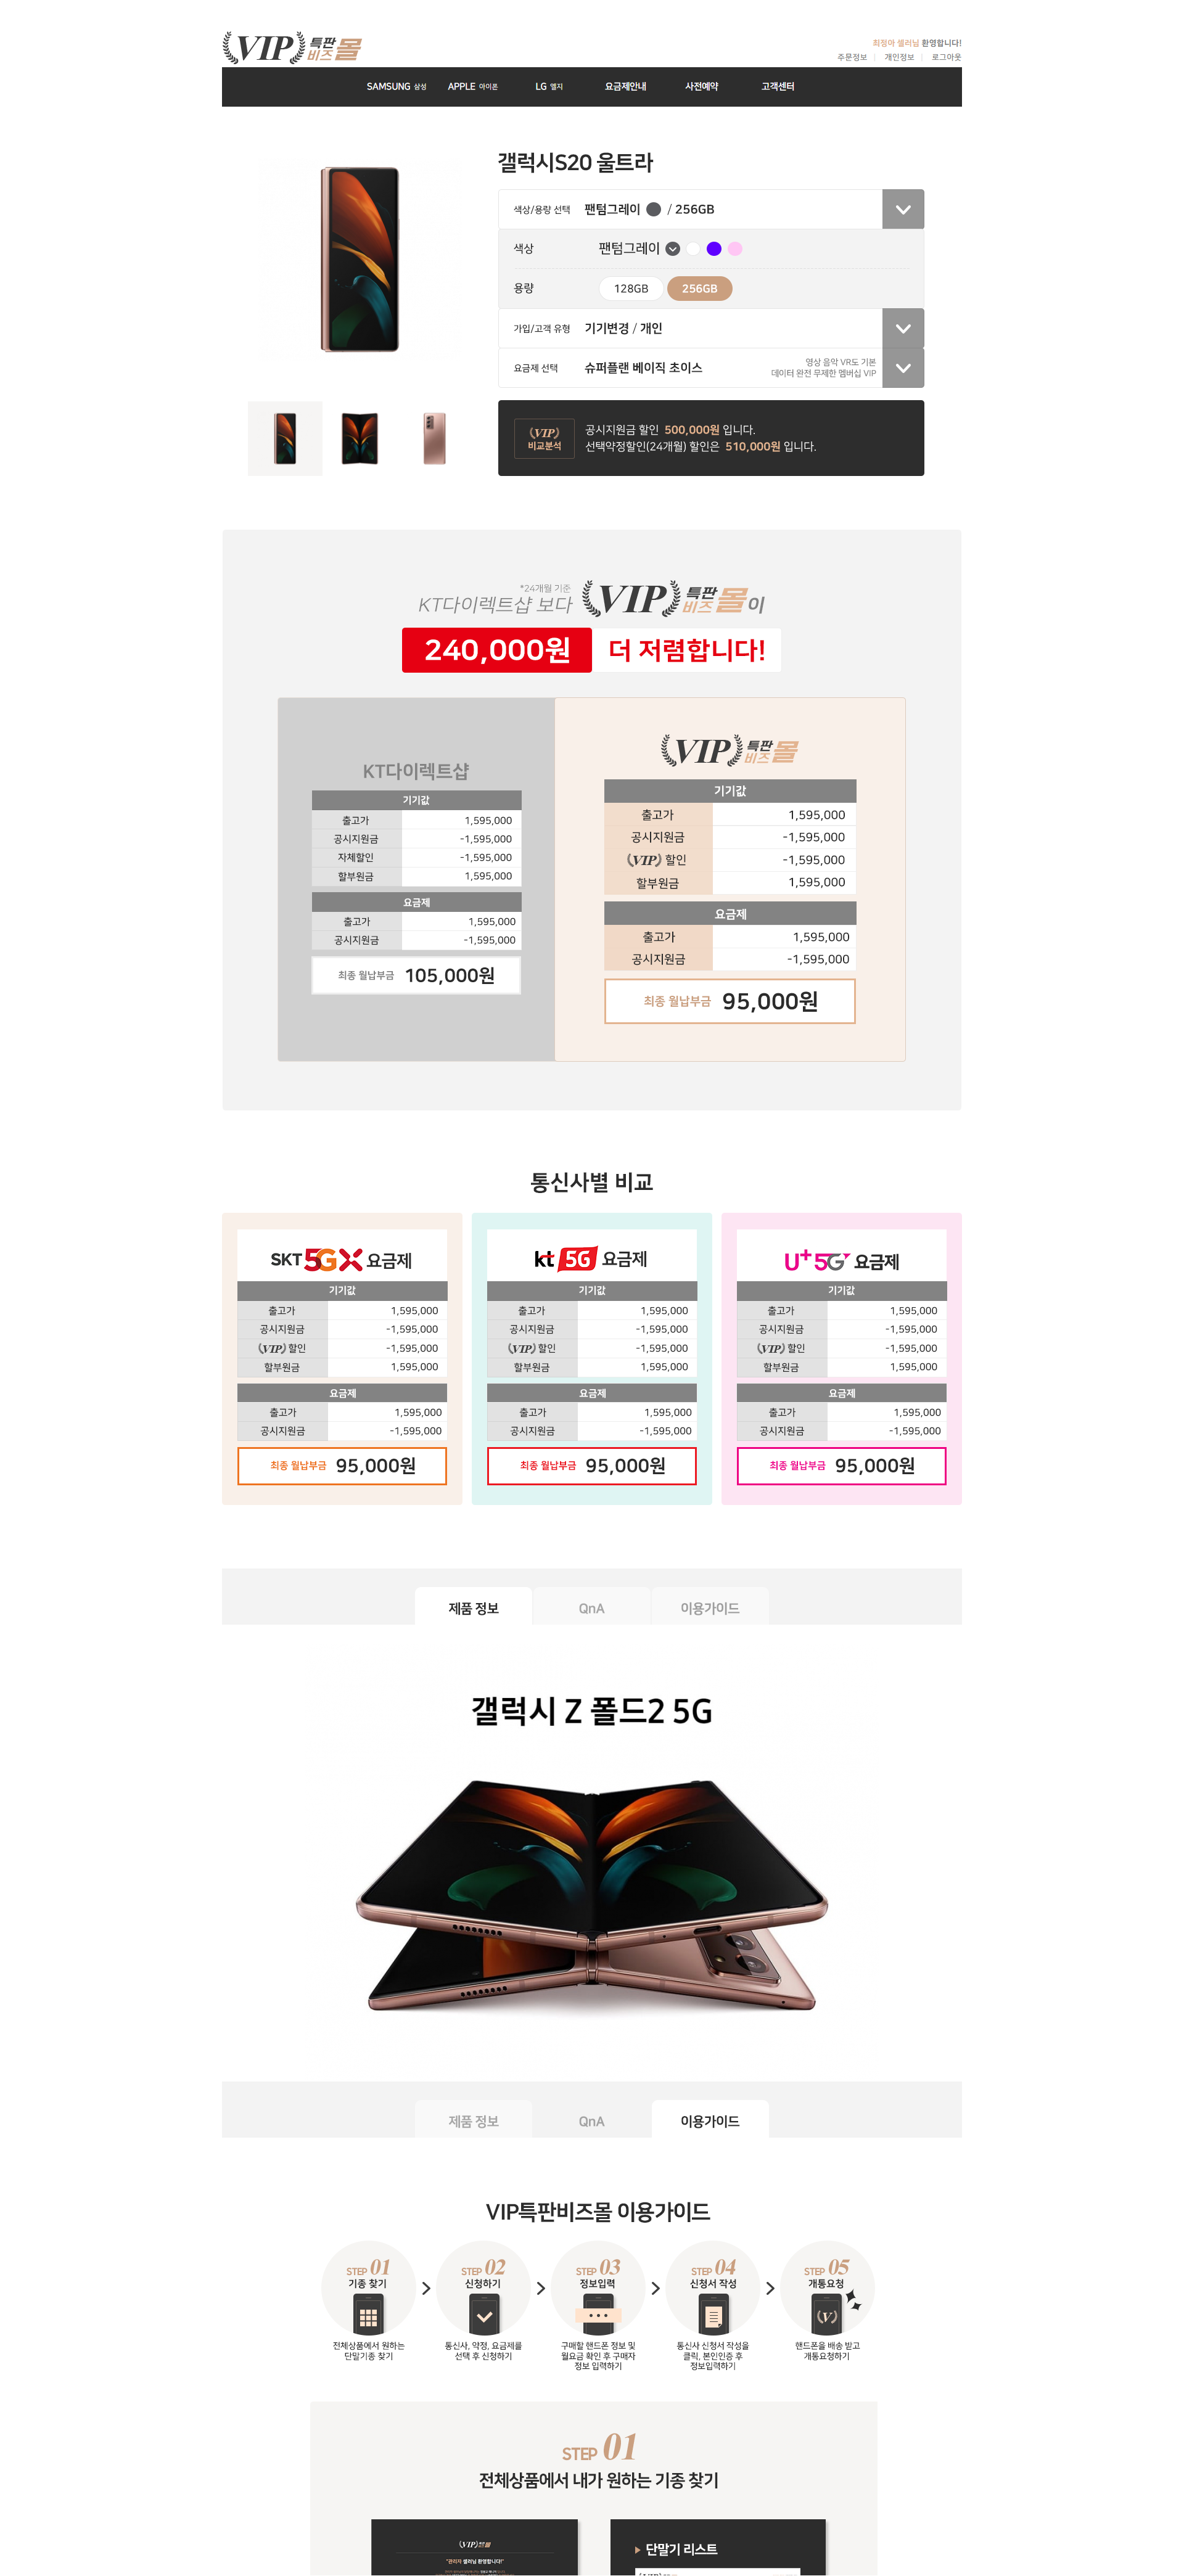 (VIP) 특판 비즈 몰
최정마 셀러님 환영합니다!
주문정보 | 개인정보 | 로그아웃
SAMSUNG 삼성 APPLE 아이폰 LG 엘지 요금제안내 사전예약 고객센터
갤럭시S20 울트라
색상/용량 선택 팬텀그레이 / 256GB
색상 팬텀그레이
용량 128GB 256GB
가입/고객 유형 기기변경 / 개인
요금제 선택 슈퍼플랜 베이직 초이스
영상 음악 VR도 기본
데이터 완전 무제한 멤버십 VIP
(VIP)
비교분석
공시지원금 할인 500,000원 입니다.
선택약정할인(24개월) 할인은 510,000원 입니다.
*24개월 기준
KT다이렉트샵 보다 (VIP) 특판 비즈 몰이
240,000원 더 저렴합니다!
KT다이렉트샵
기기값
출고가 1,595,000
공시지원금 -1,595,000
자체할인 -1,595,000
할부원금 1,595,000
요금제
출고가 1,595,000
공시지원금 -1,595,000
최종 월납부금 105,000원
(VIP) 특판 비즈 몰
기기값
출고가 1,595,000
공시지원금 -1,595,000
(VIP) 할인 -1,595,000
할부원금 1,595,000
요금제
출고가 1,595,000
공시지원금 -1,595,000
최종 월납부금 95,000원
통신사별 비교
SKT 5GX 요금제
기기값
출고가 1,595,000
공시지원금 -1,595,000
(VIP) 할인 -1,595,000
할부원금 1,595,000
요금제
출고가 1,595,000
공시지원금 -1,595,000
최종 월납부금 95,000원
kt 5G 요금제
기기값
출고가 1,595,000
공시지원금 -1,595,000
(VIP) 할인 -1,595,000
할부원금 1,595,000
요금제
출고가 1,595,000
공시지원금 -1,595,000
최종 월납부금 95,000원
U+5G 요금제
기기값
출고가 1,595,000
공시지원금 -1,595,000
(VIP) 할인 -1,595,000
할부원금 1,595,000
요금제
출고가 1,595,000
공시지원금 -1,595,000
최종 월납부금 95,000원
제품 정보 QnA 이용가이드
갤럭시 Z 폴드2 5G
제품 정보 QnA 이용가이드
VIP특판비즈몰 이용가이드
STEP 01
기종 찾기
전체상품에서 원하는
단말기종 찾기
STEP 02
신청하기
통신사, 약정, 요금제를
선택 후 신청하기
STEP 03
정보입력
구매할 핸드폰 정보 및
월요금 확인 후 구매자
정보 입력하기
STEP 04
신청서 작성
통신사 신청서 작성을
클릭, 본인인증 후
정보입력하기
STEP 05
개통요청
(V)
핸드폰을 배송 받고
개통요청하기
STEP 01
전체상품에서 내가 원하는 기종 찾기
(VIP)
"관리자 셀러님 환영합니다!"
단말기 리스트